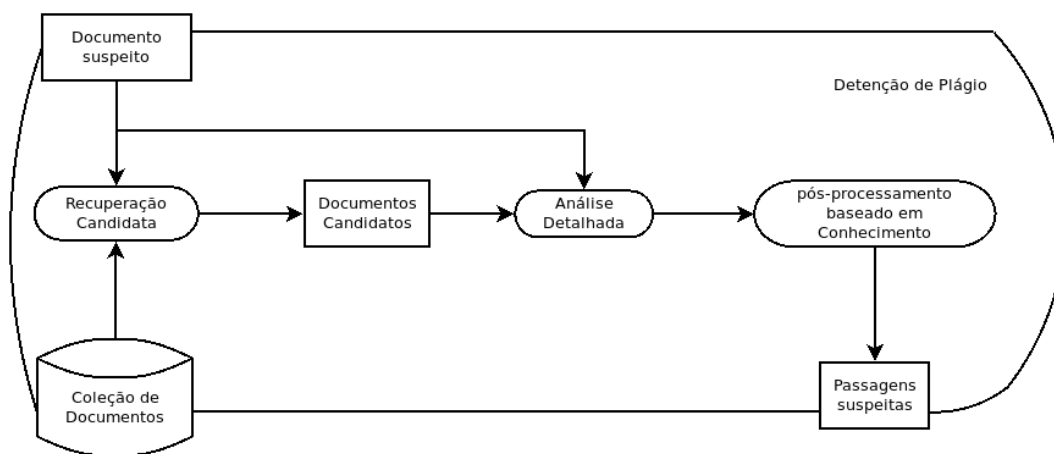 Documento
suspeito
Detenção de Plágio
Recuperação
Candidata
Documentos
Candidatos
Análise
Detalhada
pós-processamento
baseado em
Conhecimento
Coleção de
Documentos
Passagens
suspeitas